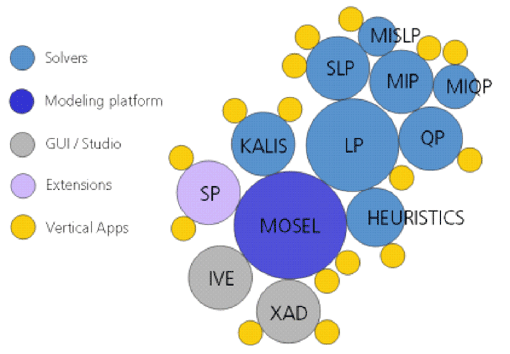 Solvers
Modeling platform
GUI / Studio
Extensions
Vertical Apps
MISLP
SLP
MIP
MIQP
KALIS
LP
QP
SP
MOSEL
HEURISTICS
IVE
XAD